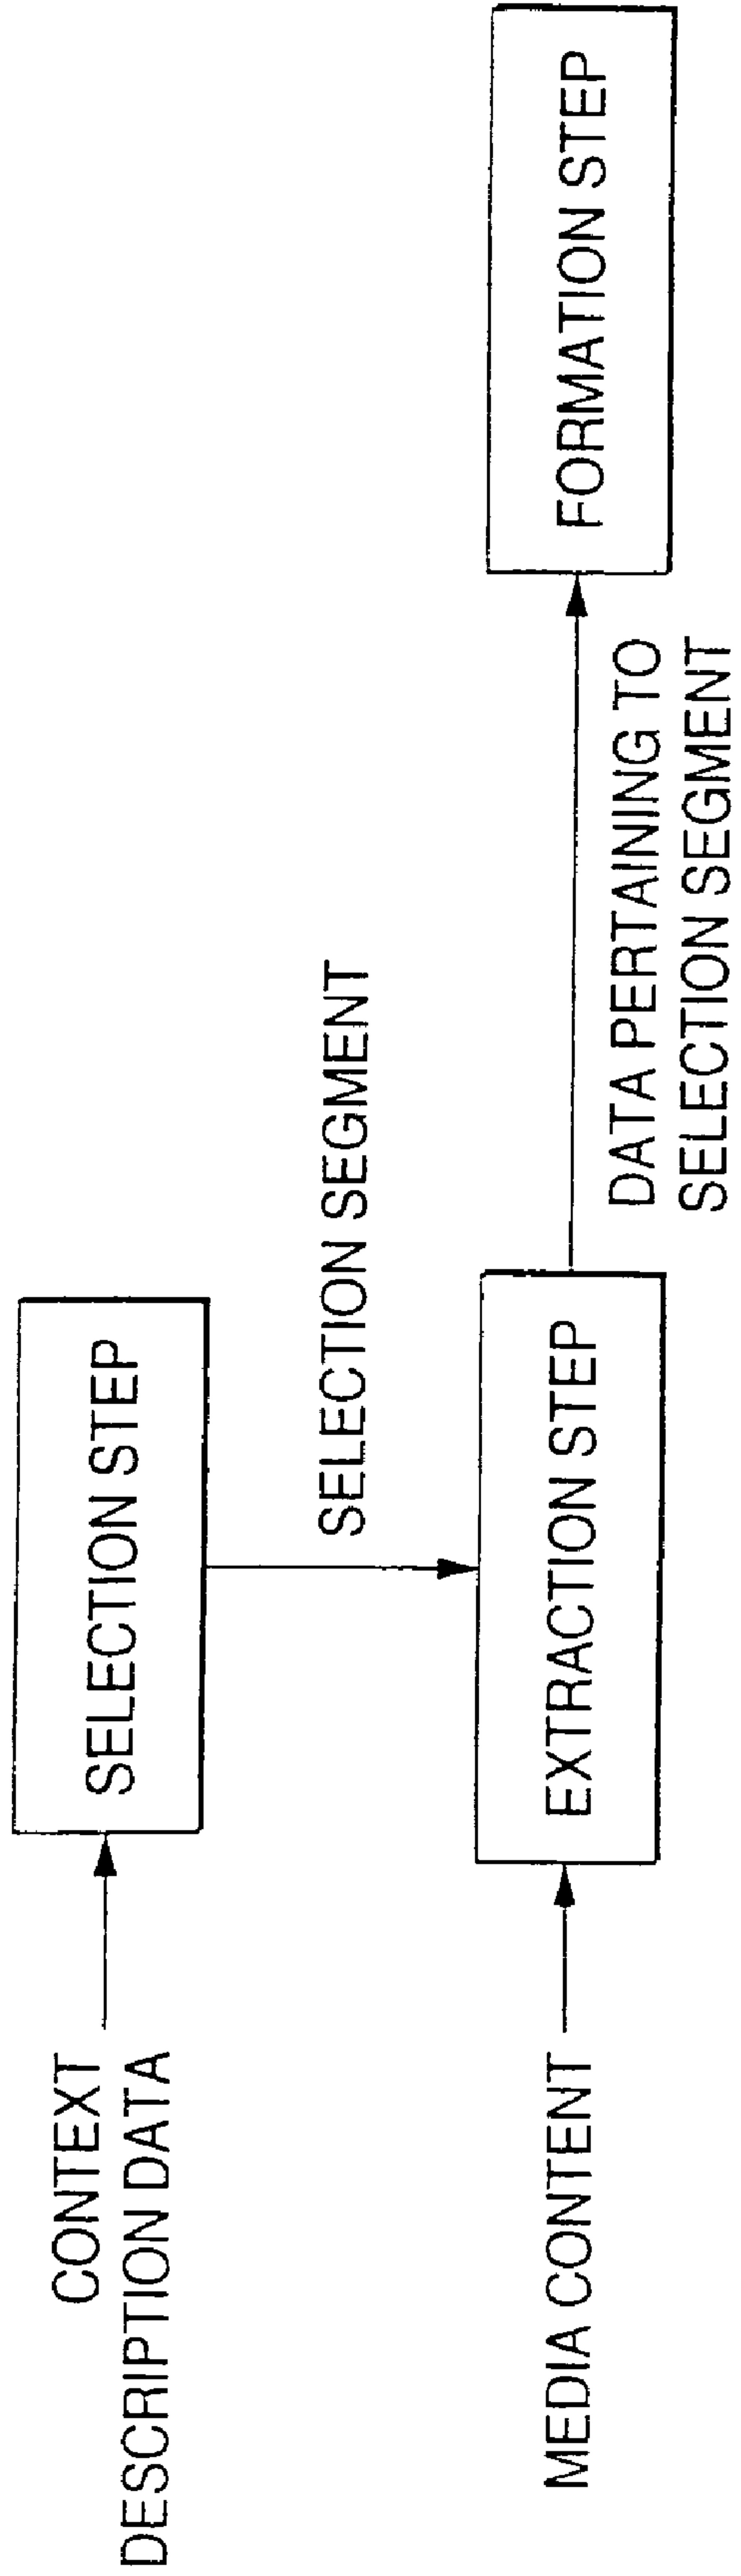 CONTEXT
DESCRIPTION DATA
SELECTION STEP
SELECTION SEGMENT
MEDIA CONTENT
EXTRACTION STEP
DATA PERTAINING TO
SELECTION SEGMENT
FORMATION STEP